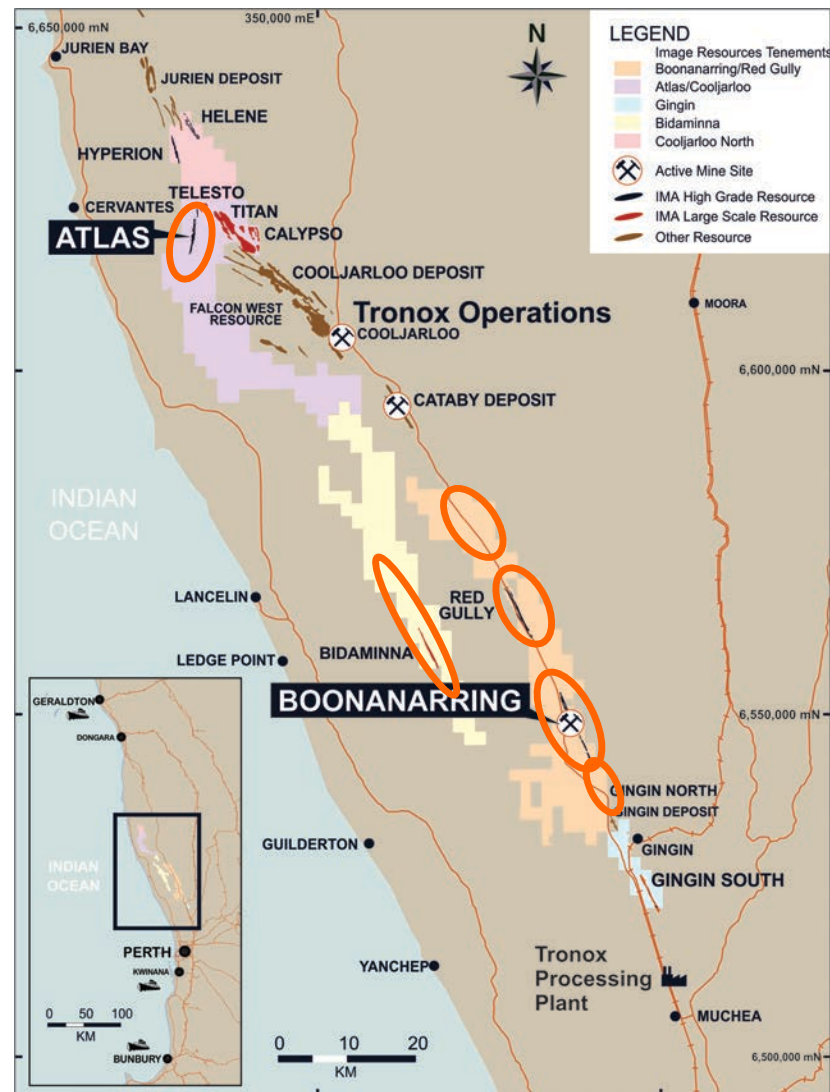 6,650,000 mN
350,000 mE
JURIEN BAY
JURIEN DEPOSIT
HELENE
HYPERION
TELESTO
CERVANTES
TITAN
ATLAS
CALYPSO
COOLJARLOO DEPOSIT
FALCON WEST
RESOURCE
Tronox Operations
COOLJARLOO
MOORA
6,600,000 mN
CATABY DEPOSIT
INDIAN
OCEAN
LANCELIN
RED
GULLY
LEDGE POINT
BIDAMINNA
BOONANARRING
6,550,000 mN
GINGIN NORTH
GINGIN DEPOSIT
GUILDERTON
GINGIN
GINGIN SOUTH
YANCHEP
Tronox
Processing
Plant
MUCHEA
6,500,000 mN
0 10 20
KM
N
LEGEND
Image Resources Tenements
Boonanarring/Red Gully
Atlas/Cooljarloo
Gingin
Bidaminna
Cooljarloo North
Active Mine Site
IMA High Grade Resource
IMA Large Scale Resource
Other Resource
GERALDTON
DONGARA
INDIAN
OCEAN
PERTH
KWINANA
0 50 100
KM
BUNBURY